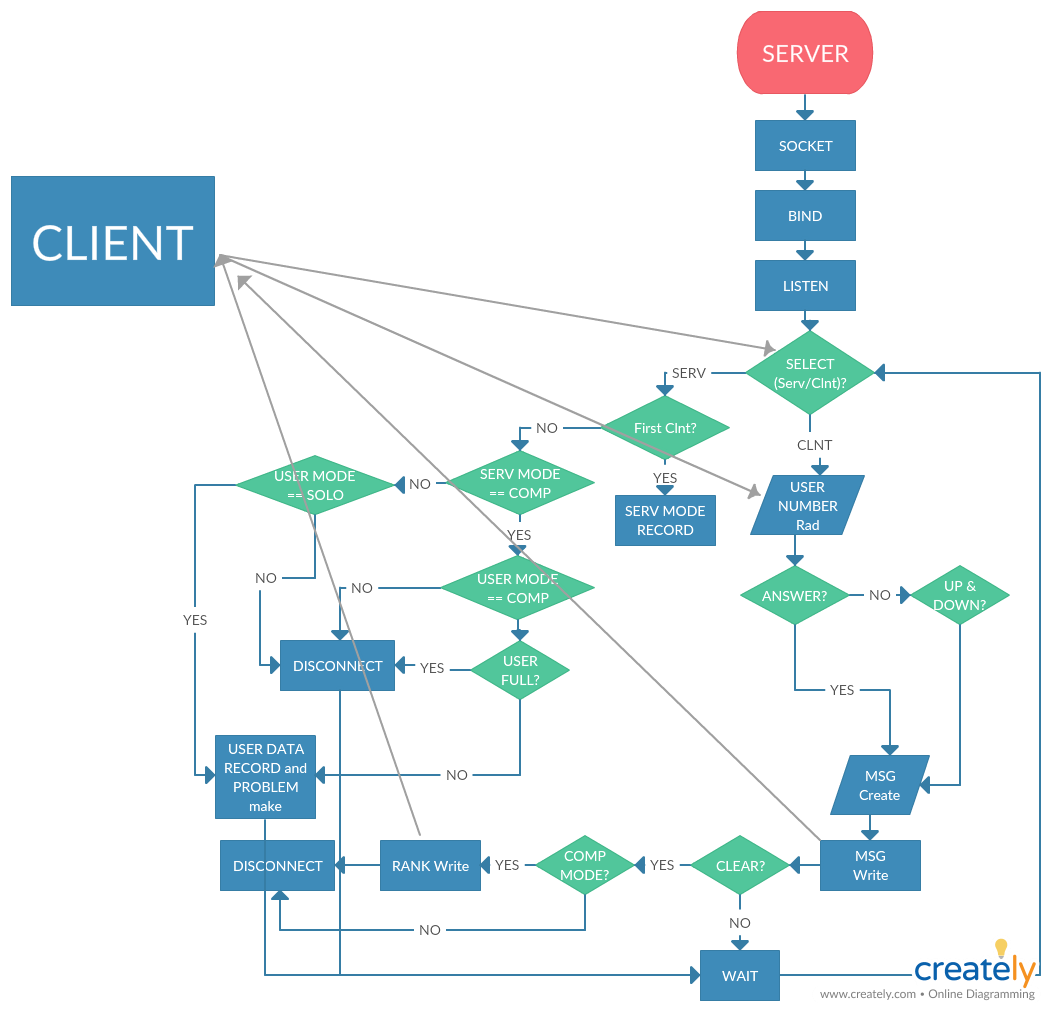 SERVER
SOCKET
BIND
CLIENT
LISTEN
SELECT
(Serv/Clnt)?
SERV
First Clnt?
NO
CLNT
USER MODE
== SOLO
NO
SERV MODE
== COMP
YES
SERV MODE
RECORD
USER
NUMBER
Rad
YES
NO
NO
USER MODE
== COMP
ANSWER?
NO
UP &
DOWN?
YES
DISCONNECT
YES
USER
FULL?
YES
USER DATA
RECORD and
PROBLEM
make
NO
MSG
Create
DISCONNECT
RANK Write
YES
COMP
MODE?
YES
CLEAR?
MSG
Write
NO
NO
WAIT
creately
www.creately.com • Online Diagramming